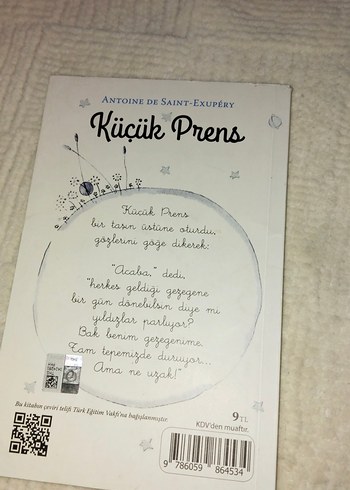 ANTOINE DE SAINT-EXUPÉRY
Küçük Prens
Küçük Prens
bir taşın üstüne oturdu,
gözlerini göğe dikerek:
"Acaba," dedi,
"herkes geldiği gezegene
bir gün dönebilsin diye mi
yıldızlar parlıyor?
Bak benim gezegenime.
Tam tepemizde duruyor...
Ama ne uzak!"
Bu kitabın çeviri telifi Türk Eğitim Vakfı'na bağışlanmıştır.
9 TL
KDV'den muaftır.
9 786059 864534